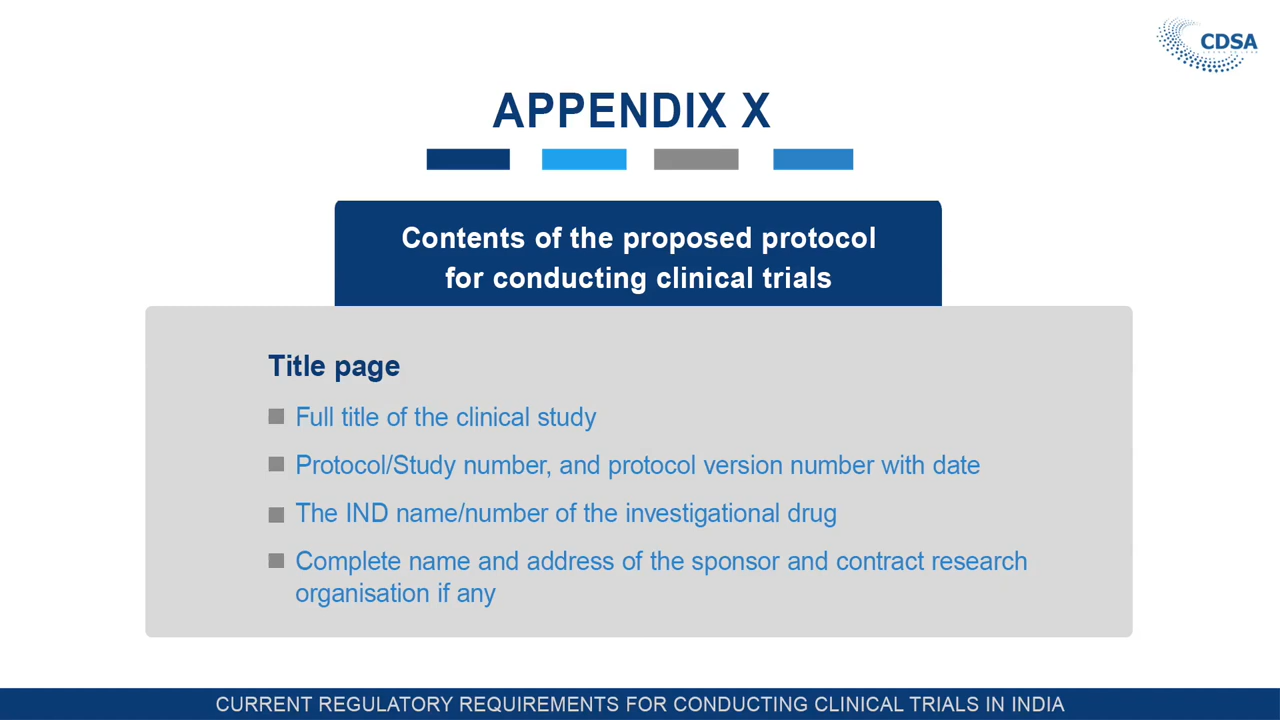 CDSA
APPENDIX X
Contents of the proposed protocol
for conducting clinical trials
Title page
Full title of the clinical study
Protocol/Study number, and protocol version number with date
The IND name/number of the investigational drug
Complete name and address of the sponsor and contract research
organisation if any
CURRENT REGULATORY REQUIREMENTS FOR CONDUCTING CLINICAL TRIALS IN INDIA